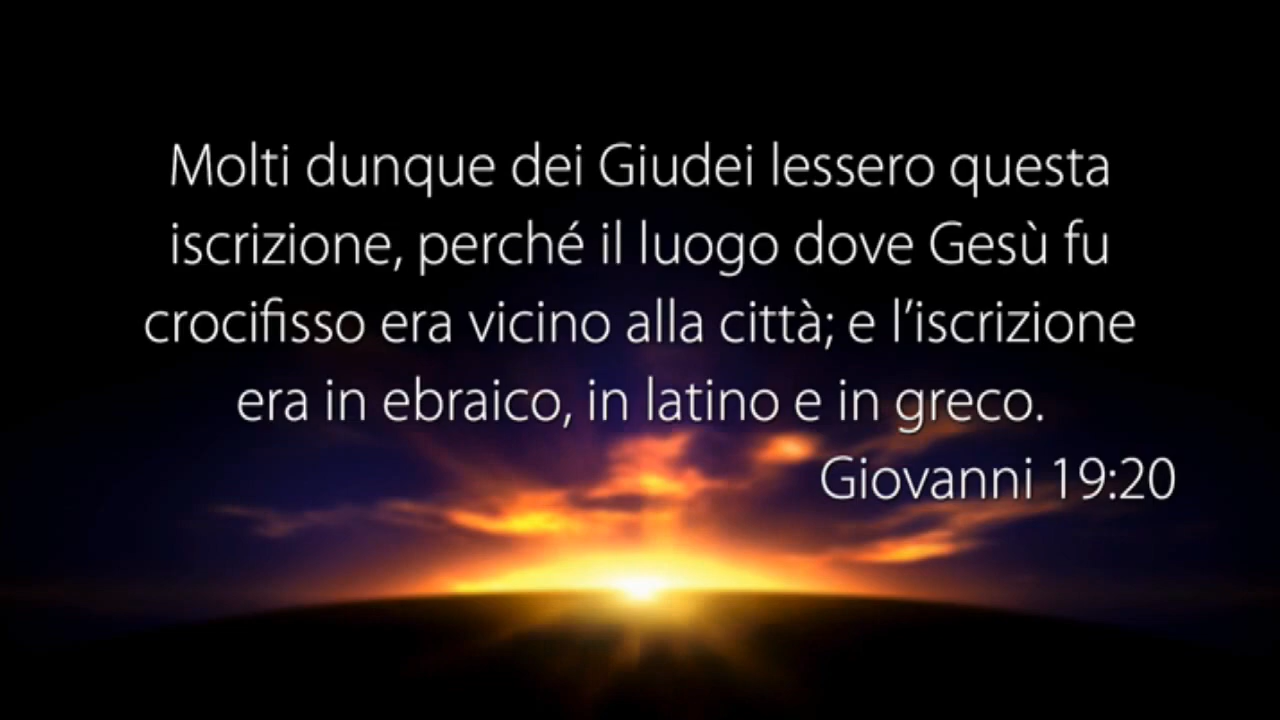 Molti dunque dei Giudei lessero questa
iscrizione, perché il luogo dove Gesù fu
crocifisso era vicino alla città; e l’iscrizione
era in ebraico, in latino e in greco.
Giovanni 19:20